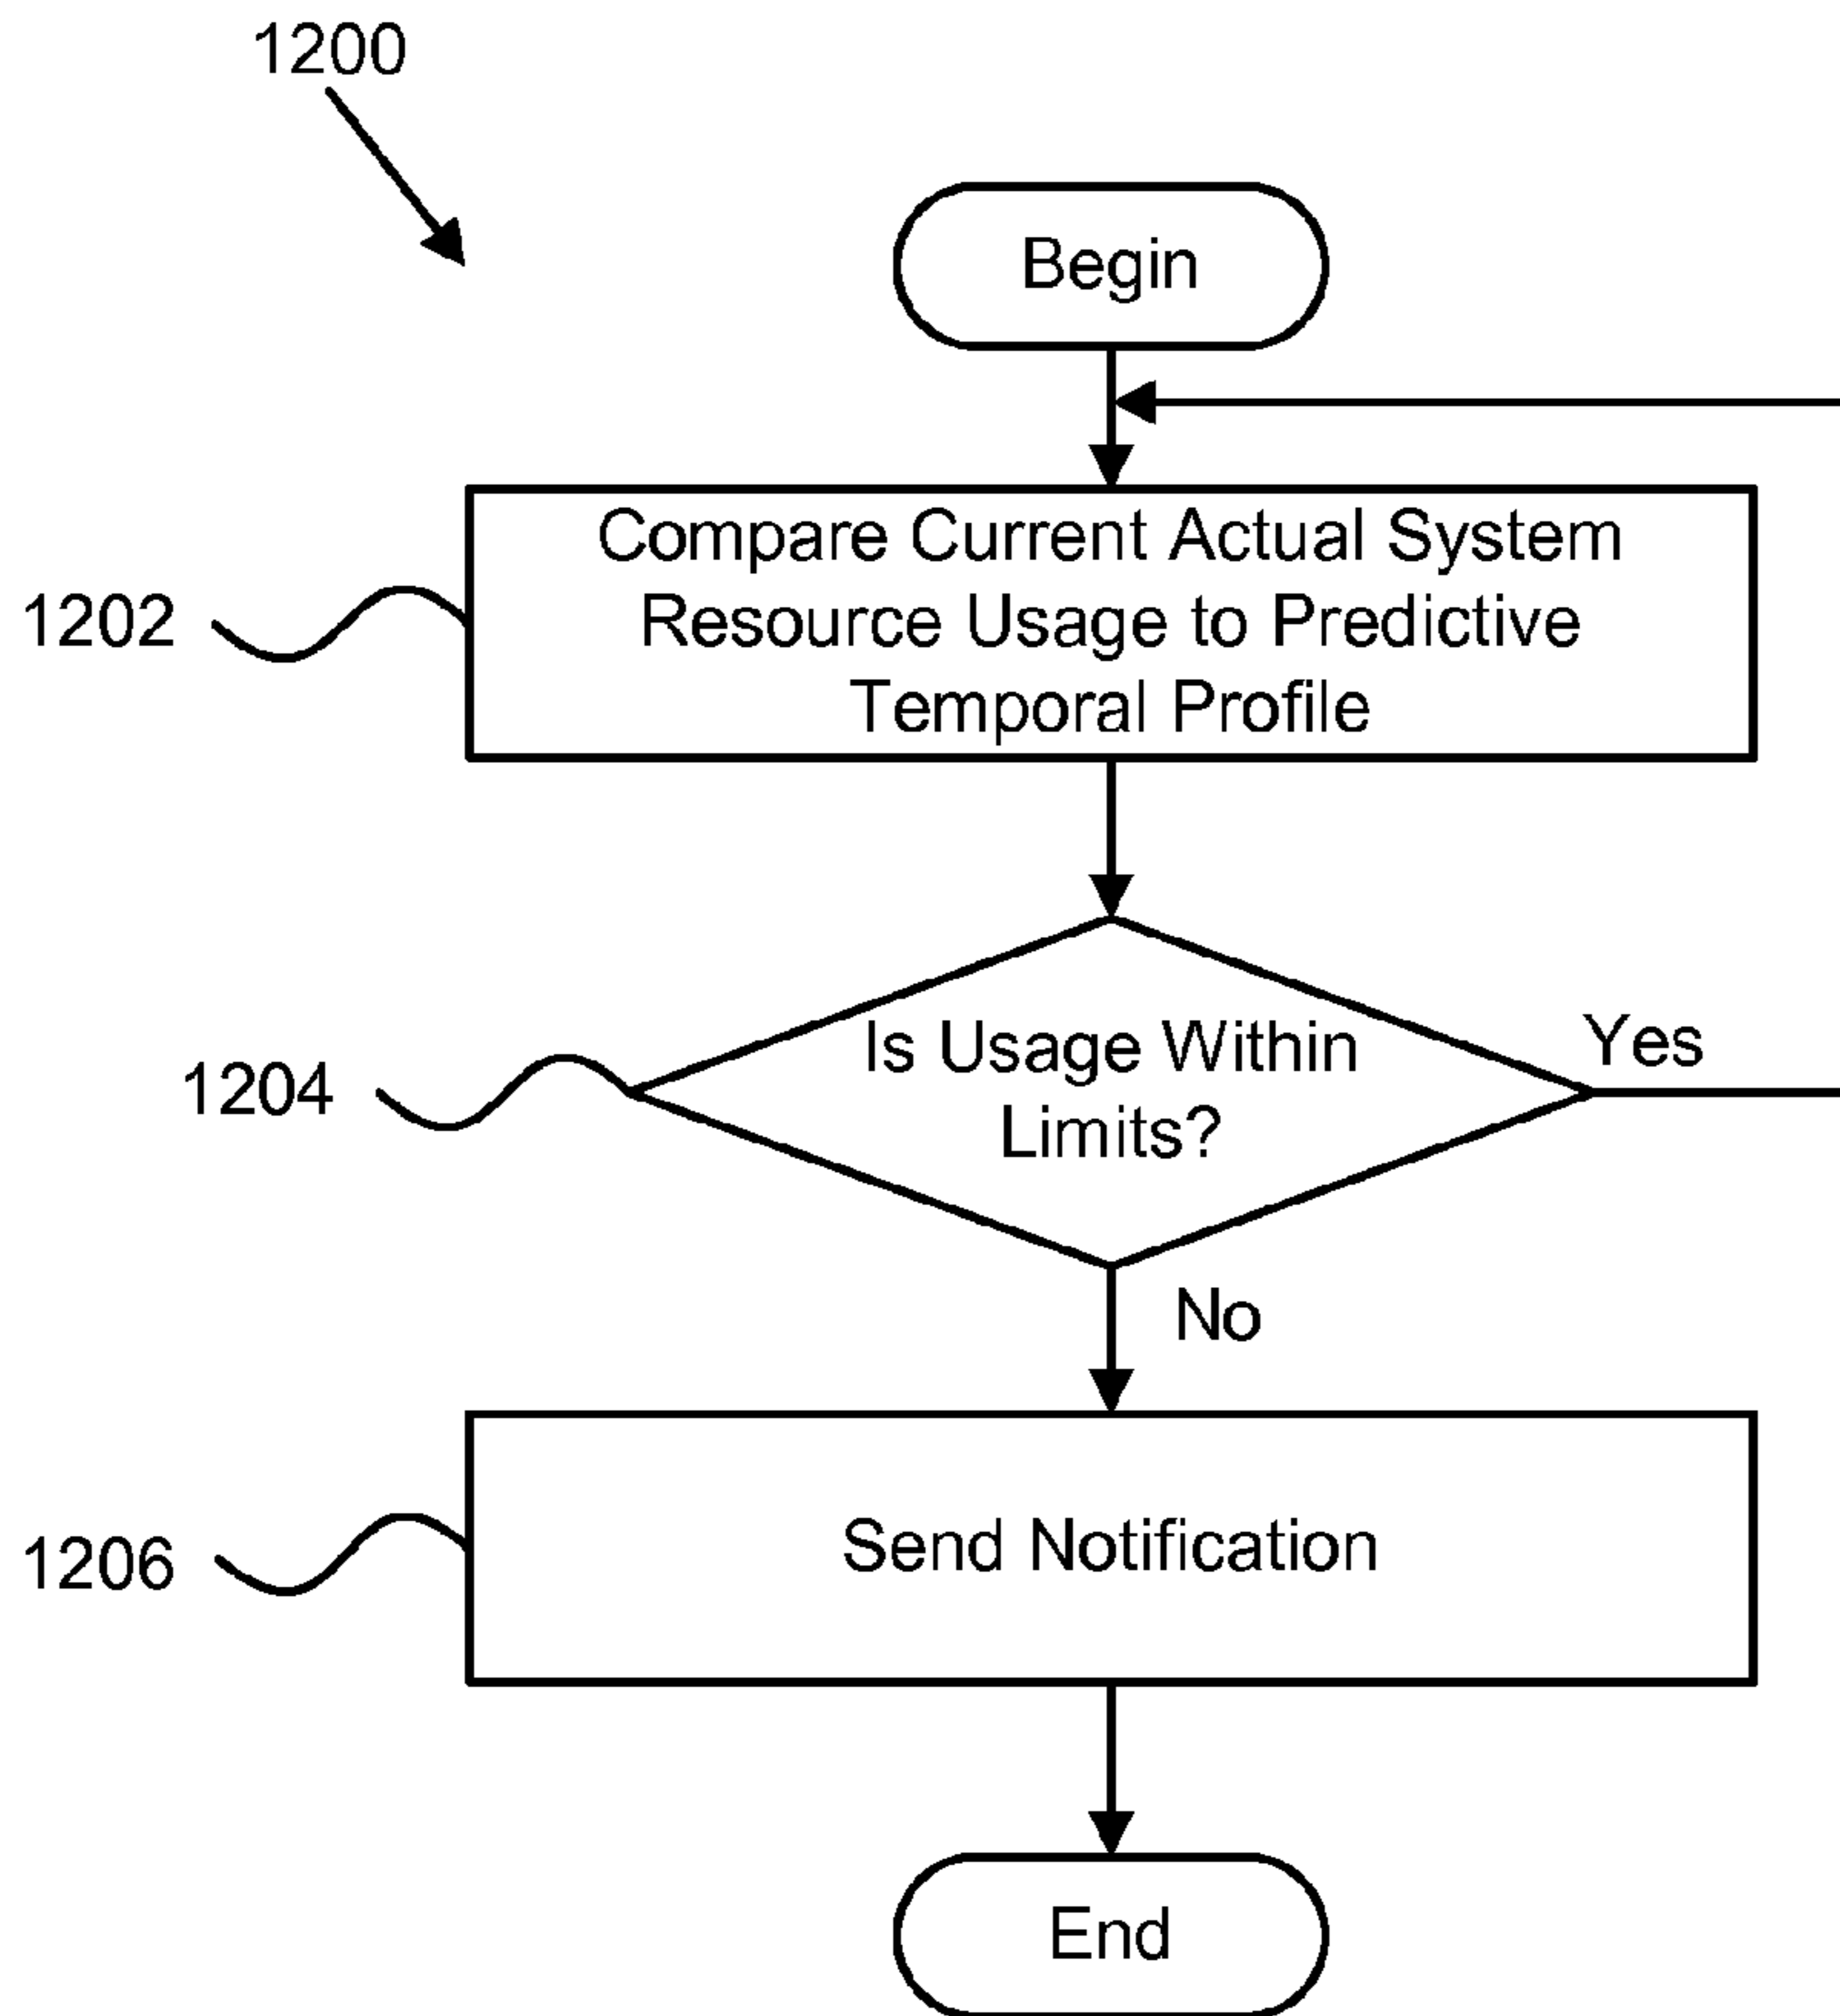 1200
Begin
Compare Current Actual System
Resource Usage to Predictive
Temporal Profile
1202
Is Usage Within
Limits?
Yes
1204
No
Send Notification
1206
End